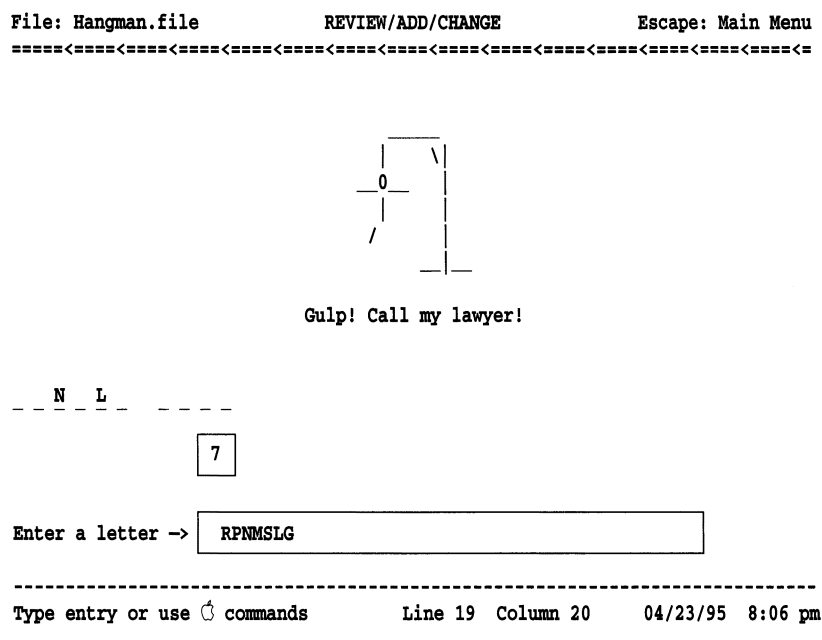 File: Hangman.file REVIEW/ADD/CHANGE Escape: Main Menu
=====<====<====<====<====<====<====<====<====<====<====<====<====<====<====<=
0
Gulp! Call my lawyer!
_ _ N _ L _ _ _ _ _
7
Enter a letter —> RPNMSLG
Type entry or use commands Line 19 Column 20 04/23/95 8:06 pm